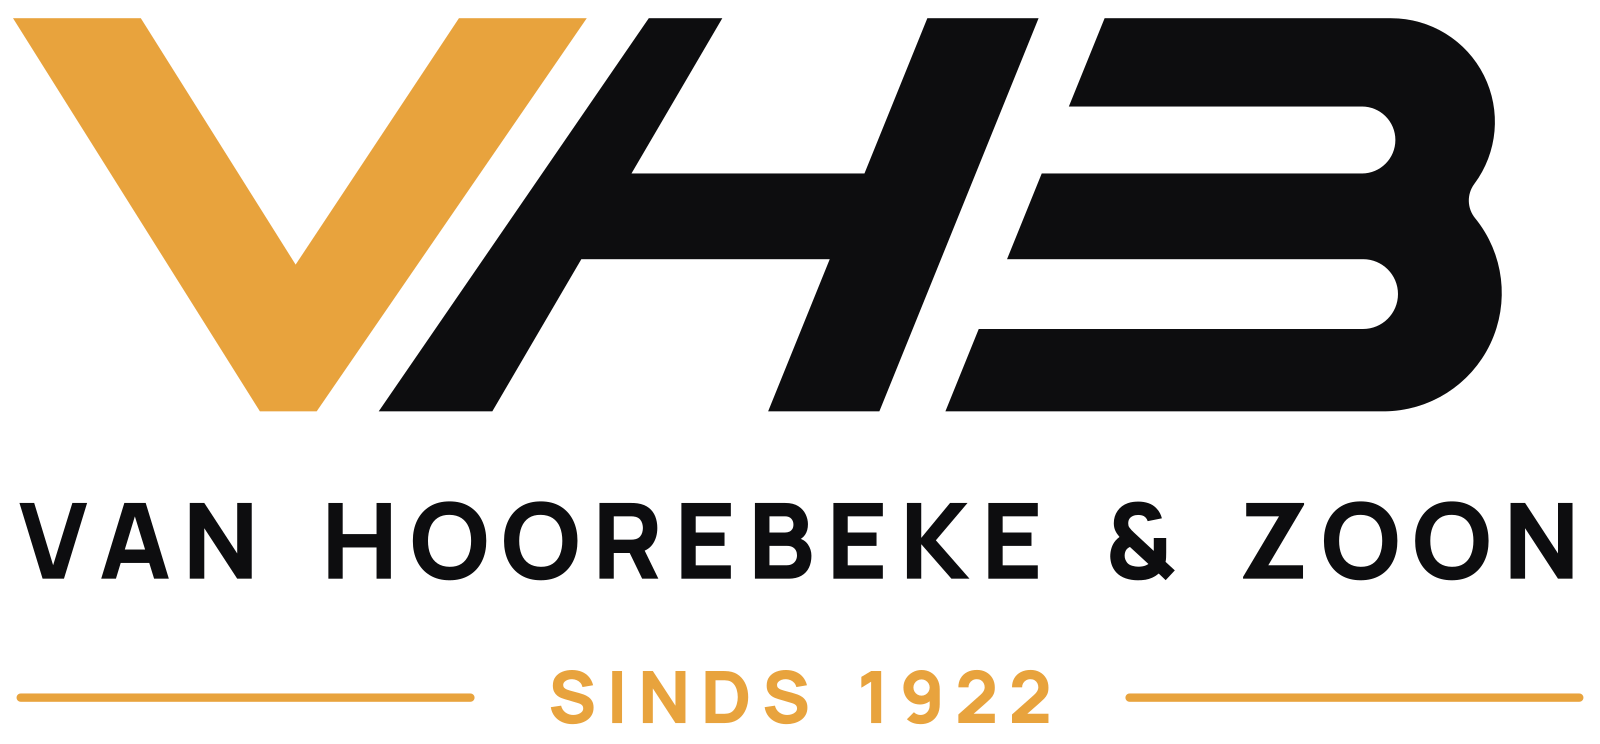 VHB
VAN HOOREBEKE & ZOON
SINDS 1922